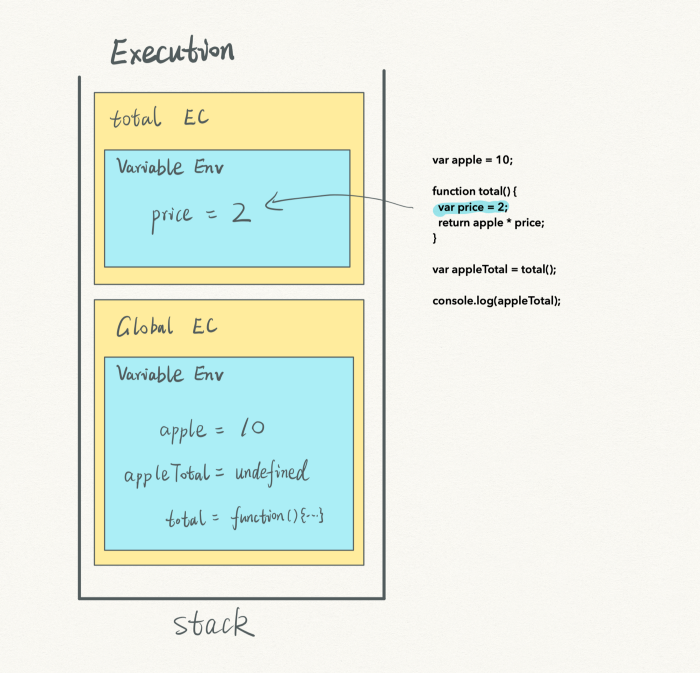 Execution
total EC
Variable Env
price = 2
Global EC
Variable Env
apple = 10
appleTotal = undefined
total = function(){---}
stack
var apple = 10;
function total() {
var price = 2;
return apple * price;
}
var appleTotal = total();
console.log(appleTotal);